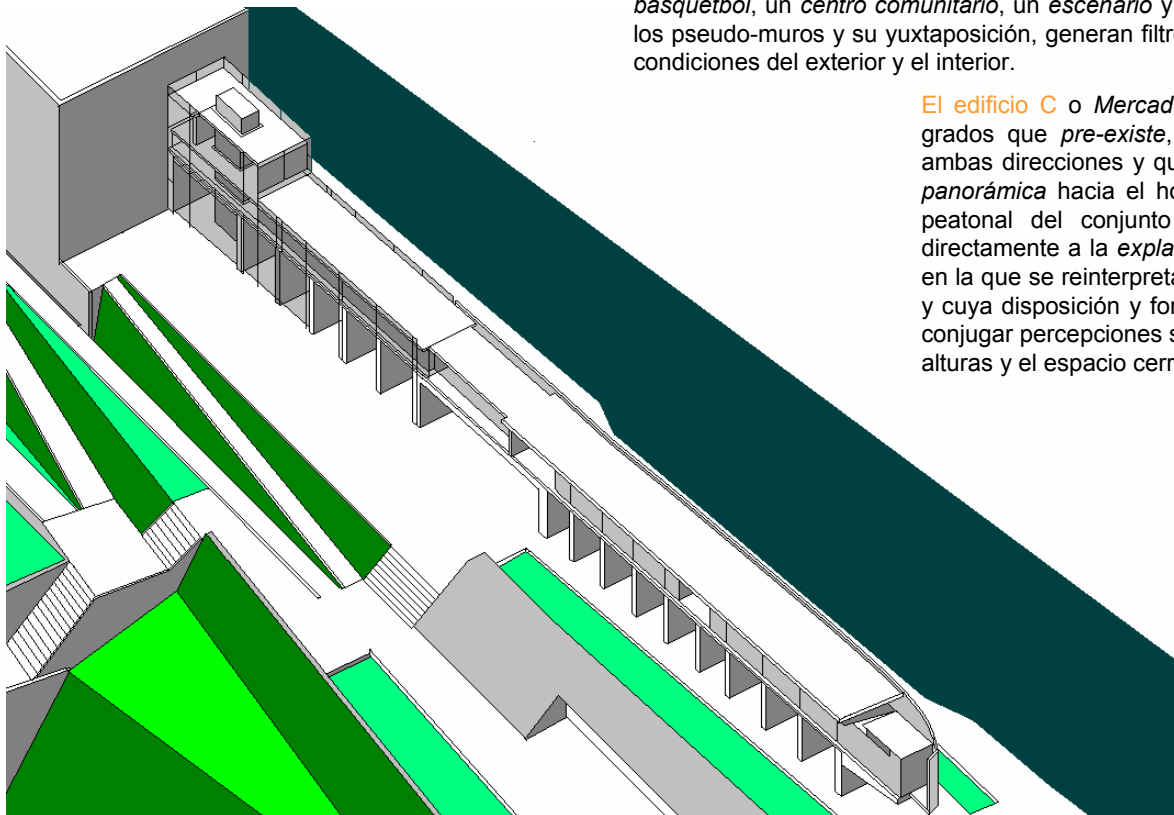 basquetbol, un centro comunitario, un escenario y
los pseudo-muros y su yuxtaposición, generan filtr
condiciones del exterior y el interior.
El edificio C o Mercad
grados que pre-existe,
ambas direcciones y qu
panorámica hacia el ho
peatonal del conjunto
directamente a la expla
en la que se reinterpreta
y cuya disposición y for
conjugar percepciones s
alturas y el espacio cerr